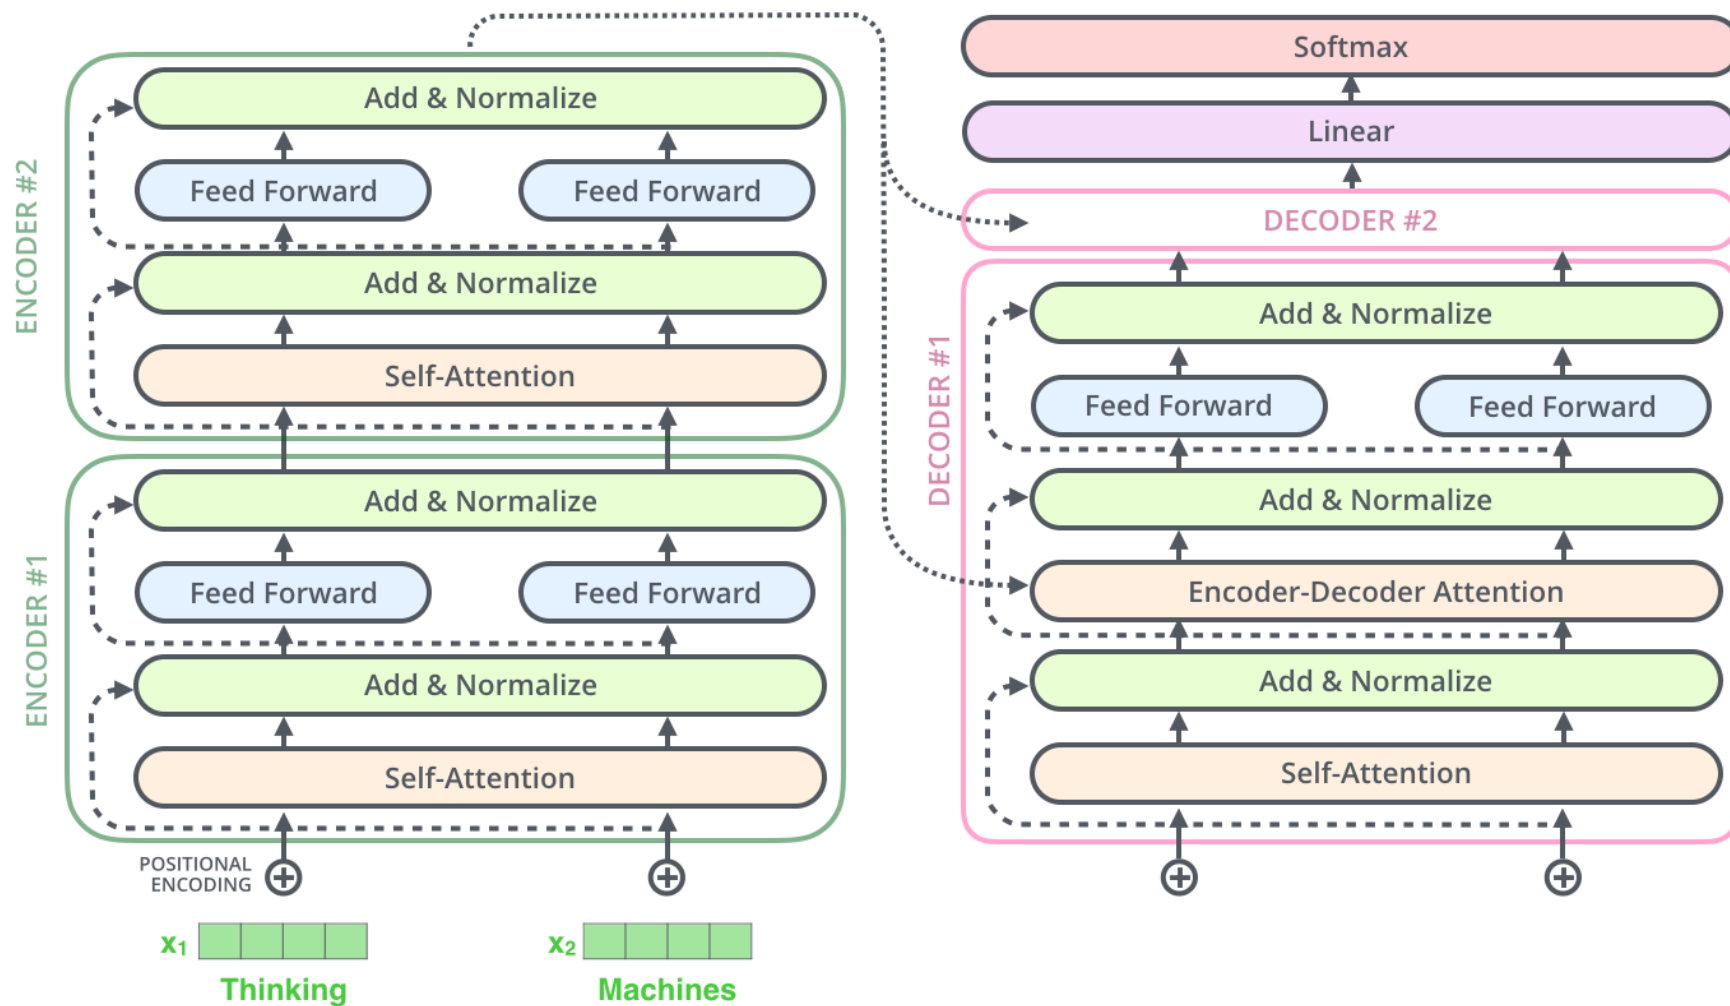 ENCODER #2
Add & Normalize
Feed Forward
Feed Forward
Add & Normalize
Self-Attention
ENCODER #1
Add & Normalize
Feed Forward
Feed Forward
Add & Normalize
Self-Attention
POSITIONAL
ENCODING
x1
x2
Thinking
Machines
Softmax
Linear
DECODER #2
DECODER #1
Add & Normalize
Feed Forward
Feed Forward
Add & Normalize
Encoder-Decoder Attention
Add & Normalize
Self-Attention